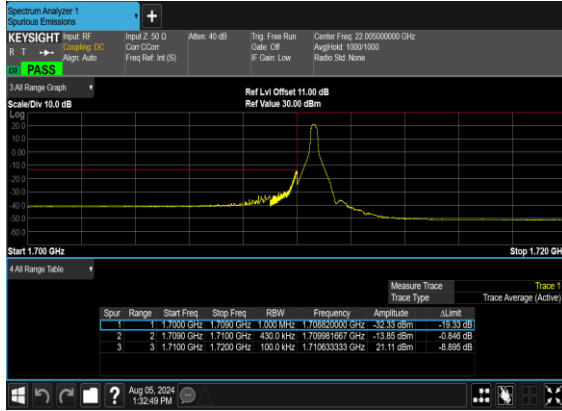 Spectrum Analyzer 1
Spurious Emissions
KEYSIGHT Input: RF Input Z: 50 Ω Atten: 40 dB Trig: Free Run Center Freq: 22.005000000 GHz
R T Coupling: DC Corr CCorr Gate: Off Avg|Hold: 1000/1000
Align: Auto Freq Ref: Int (S) IF Gain: Low Radio Std: None
PASS
3 All Range Graph
Ref Lvl Offset 11.00 dB
Scale/Div 10.0 dB Ref Value 30.00 dBm
Log
20.0
10.0
0.00
-10.0
-20.0
-30.0
-40.0
-50.0
-60.0
Start 1.700 GHz Stop 1.720 GH
4 All Range Table
Measure Trace Trace 1
Trace Type Trace Average (Active)
Spur Range Start Freq Stop Freq RBW Frequency Amplitude ΔLimit
1 1 1.7000 GHz 1.7090 GHz 1.000 MHz 1.708820000 GHz -32.33 dBm -19.33 dB
2 2 1.7090 GHz 1.7100 GHz 430.0 kHz 1.709981667 GHz -13.85 dBm -0.846 dB
3 3 1.7100 GHz 1.7200 GHz 100.0 kHz 1.710633333 GHz 21.11 dBm -8.895 dB
? Aug 05, 2024
1:32:49 PM